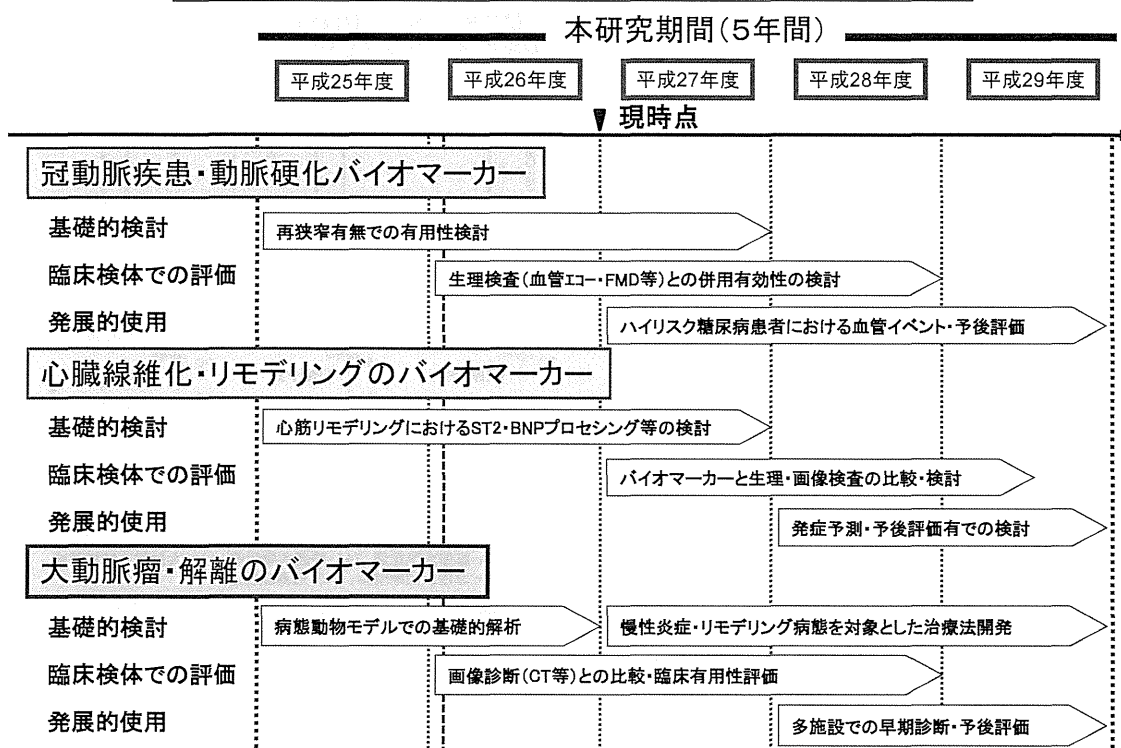 本研究期間(5年間)
平成25年度 平成26年度 平成27年度 平成28年度 平成29年度
▼ 現時点
冠動脈疾患・動脈硬化バイオマーカー
基礎的検討 再狭窄有無での有用性検討
臨床検体での評価 生理検査(血管エコー・FMD等)との併用有効性の検討
発展的使用 ハイリスク糖尿病患者における血管イベント・予後評価
心臓線維化・リモデリングのバイオマーカー
基礎的検討 心筋リモデリングにおけるST2・BNPプロセシング等の検討
臨床検体での評価 バイオマーカーと生理・画像検査の比較・検討
発展的使用 発症予測・予後評価有での検討
大動脈瘤・解離のバイオマーカー
基礎的検討 病態動物モデルでの基礎的解析 慢性炎症・リモデリング病態を対象とした治療法開発
臨床検体での評価 画像診断(CT等)との比較・臨床有用性評価
発展的使用 多施設での早期診断・予後評価